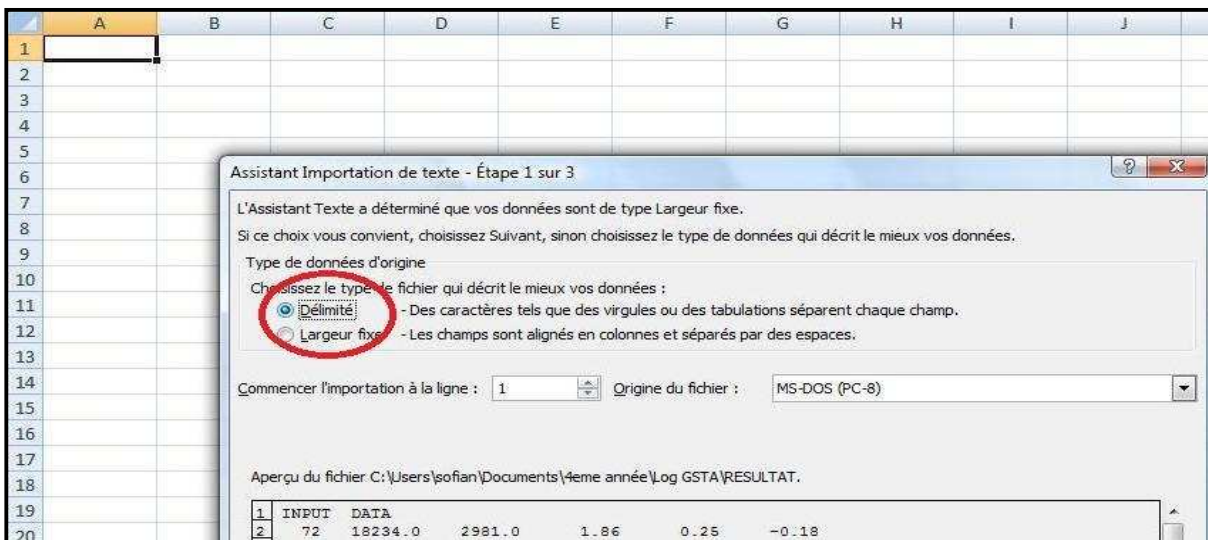 A B C D E F G H I J
1
2
3
4
5
6
7
8
9
10
11
12
13
14
15
16
17
18
19
20
Assistant Importation de texte - Étape 1 sur 3
L'Assistant Texte a déterminé que vos données sont de type Largeur fixe.
Si ce choix vous convient, choisissez Suivant, sinon choisissez le type de données qui décrit le mieux vos données.
Type de données d'origine
Choisissez le type de fichier qui décrit le mieux vos données :
Délimité - Des caractères tels que des virgules ou des tabulations séparent chaque champ.
Largeur fixe - Les champs sont alignés en colonnes et séparés par des espaces.
Commencer l'importation à la ligne : 1 Origine du fichier : MS-DOS (PC-8)
Aperçu du fichier C:\Users\sofian\Documents\4eme année\Log GSTA\RESULTAT.
1 INPUT DATA
2 72 18234.0 2981.0 1.86 0.25 -0.18